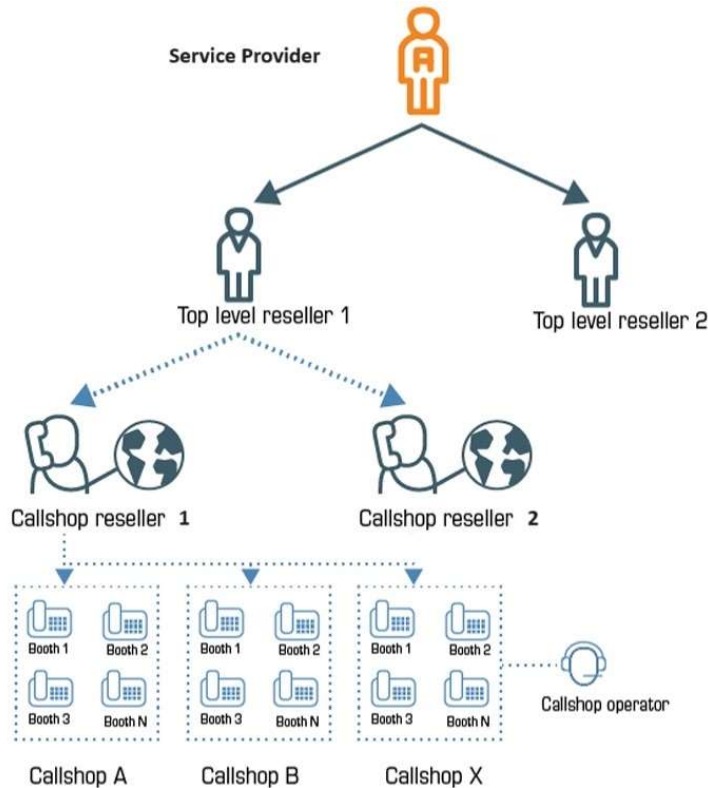 Service Provider
Top level reseller 1
Top level reseller 2
Callshop reseller 1
Callshop reseller 2
Booth 1
Booth 2
Booth 1
Booth 2
Booth 1
Booth 2
Booth 3
Booth N
Booth 3
Booth N
Booth 3
Booth N
Callshop operator
Callshop A
Callshop B
Callshop X